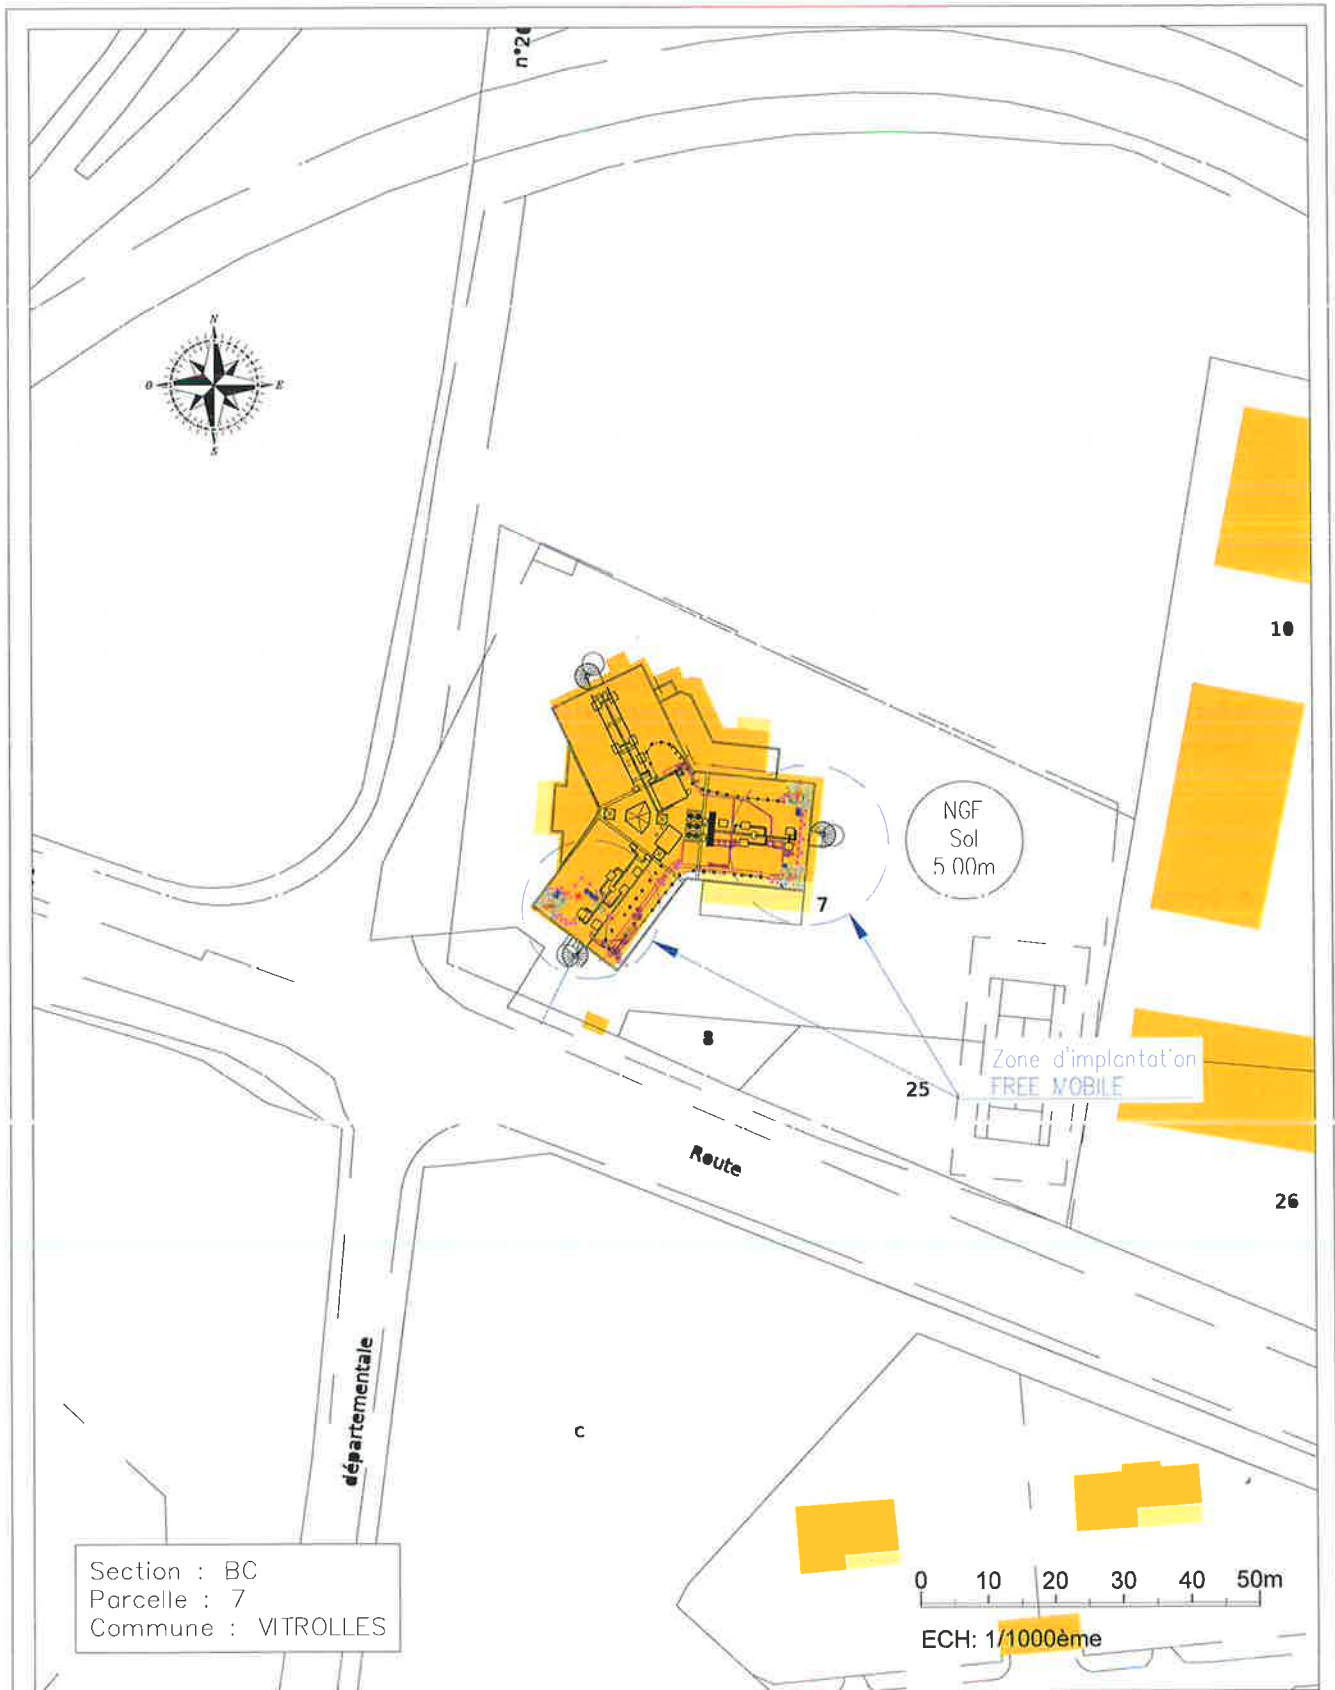 n°20
N
O
E
S
10
NGF
Sol
5.00m
7
8
Zone d'implantation
FREE MOBILE
25
Route
26
départementale
c
Section : BC
Parcelle : 7
Commune : VITROLLES
0 10 20 30 40 50m
ECH: 1/1000ème